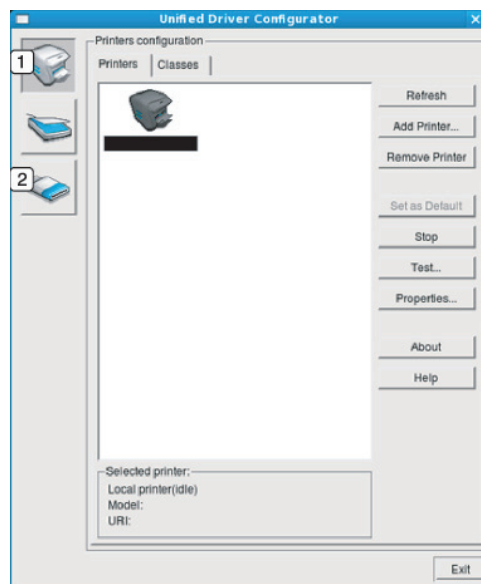 Unified Driver Configurator
1
2
Printers configuration
Printers
Classes
Refresh
Add Printer...
Remove Printer
Set as Default
Stop
Test...
Properties...
About
Help
Selected printer:
Local printer(idle)
Model:
URI:
Exit